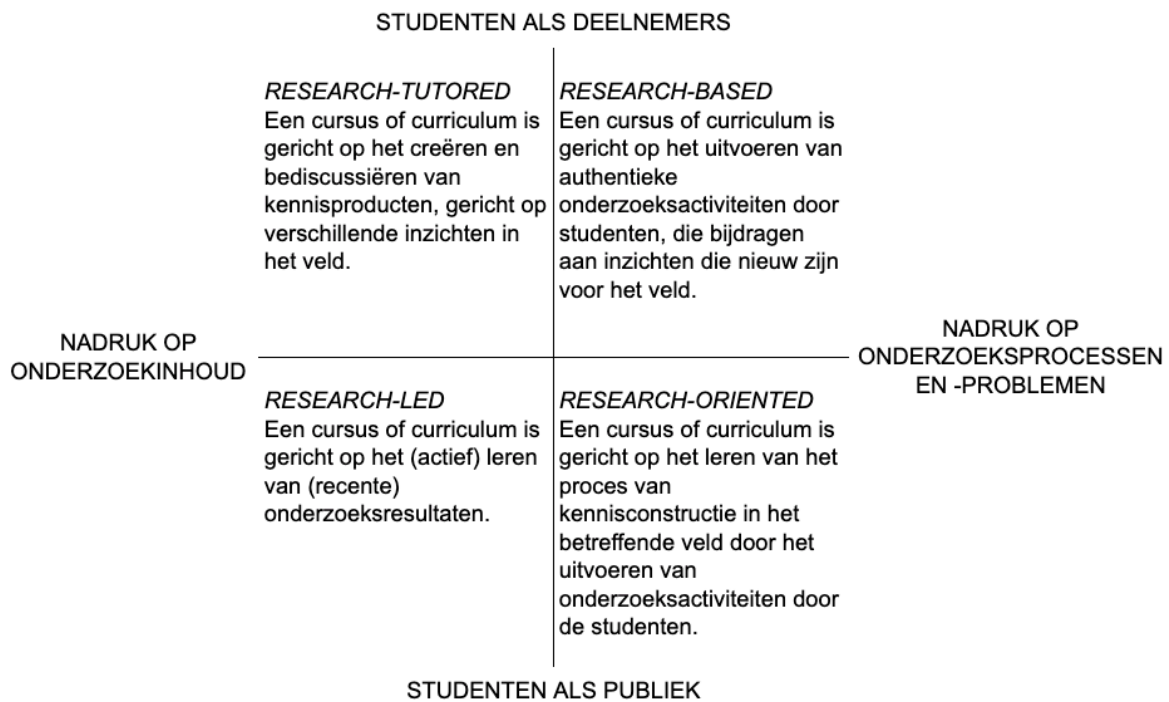 STUDENTEN ALS DEELNEMERS
RESEARCH-TUTORED
Een cursus of curriculum is
gericht op het creëren en
bediscussiëren van
kennisproducten, gericht op
verschillende inzichten in
het veld.
RESEARCH-BASED
Een cursus of curriculum is
gericht op het uitvoeren van
authentieke
onderzoeksactiviteiten door
studenten, die bijdragen
aan inzichten die nieuw zijn
voor het veld.
NADRUK OP
ONDERZOEKINHOUD
NADRUK OP
ONDERZOEKSPROCESSEN
EN -PROBLEMEN
RESEARCH-LED
Een cursus of curriculum is
gericht op het (actief) leren
van (recente)
onderzoeksresultaten.
RESEARCH-ORIENTED
Een cursus of curriculum is
gericht op het leren van het
proces van
kennisconstructie in het
betreffende veld door het
uitvoeren van
onderzoeksactiviteiten door
de studenten.
STUDENTEN ALS PUBLIEK